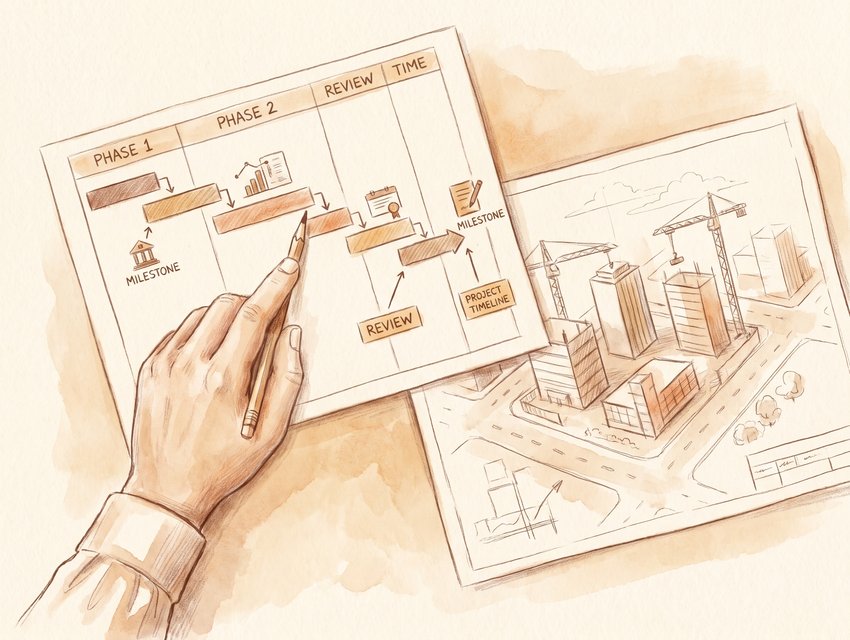 PHASE 1
PHASE 2
REVIEW
TIME
MILESTONE
MILESTONE
REVIEW
PROJECT
TIMELINE